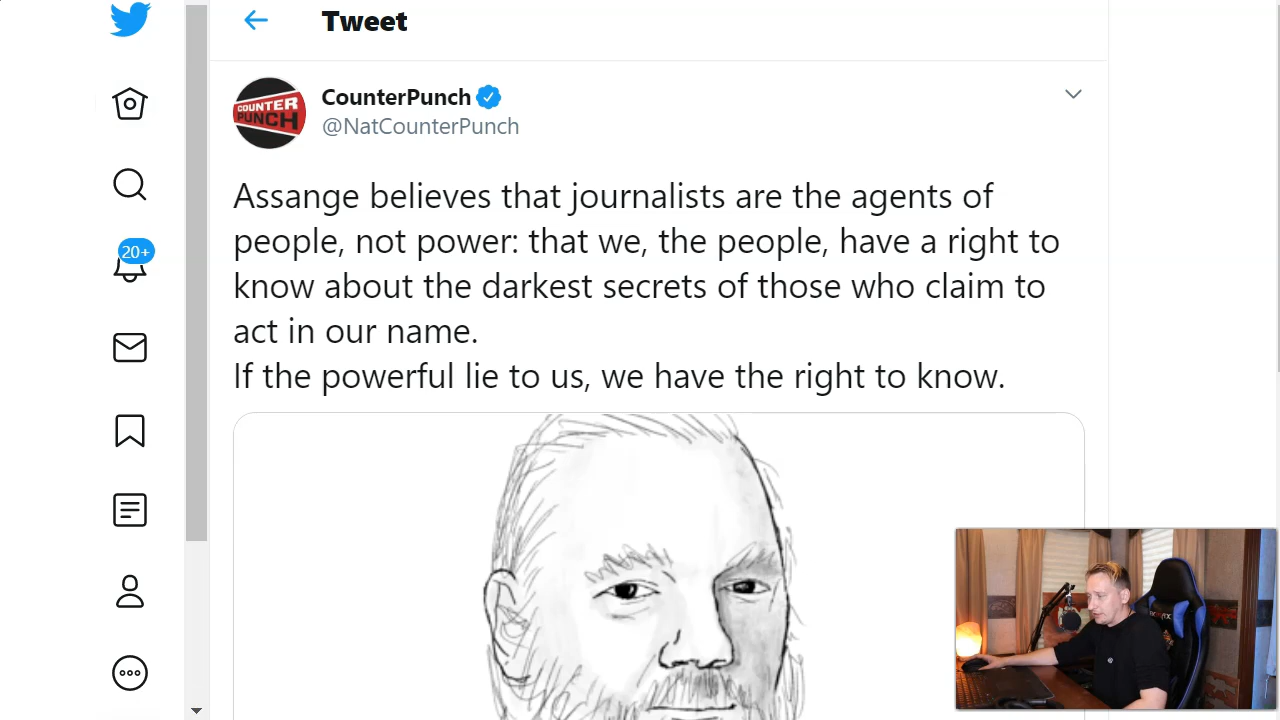 Tweet
COUNTER
PUNCH
CounterPunch
@NatCounterPunch
Assange believes that journalists are the agents of
people, not power: that we, the people, have a right to
know about the darkest secrets of those who claim to
act in our name.
If the powerful lie to us, we have the right to know.
20+